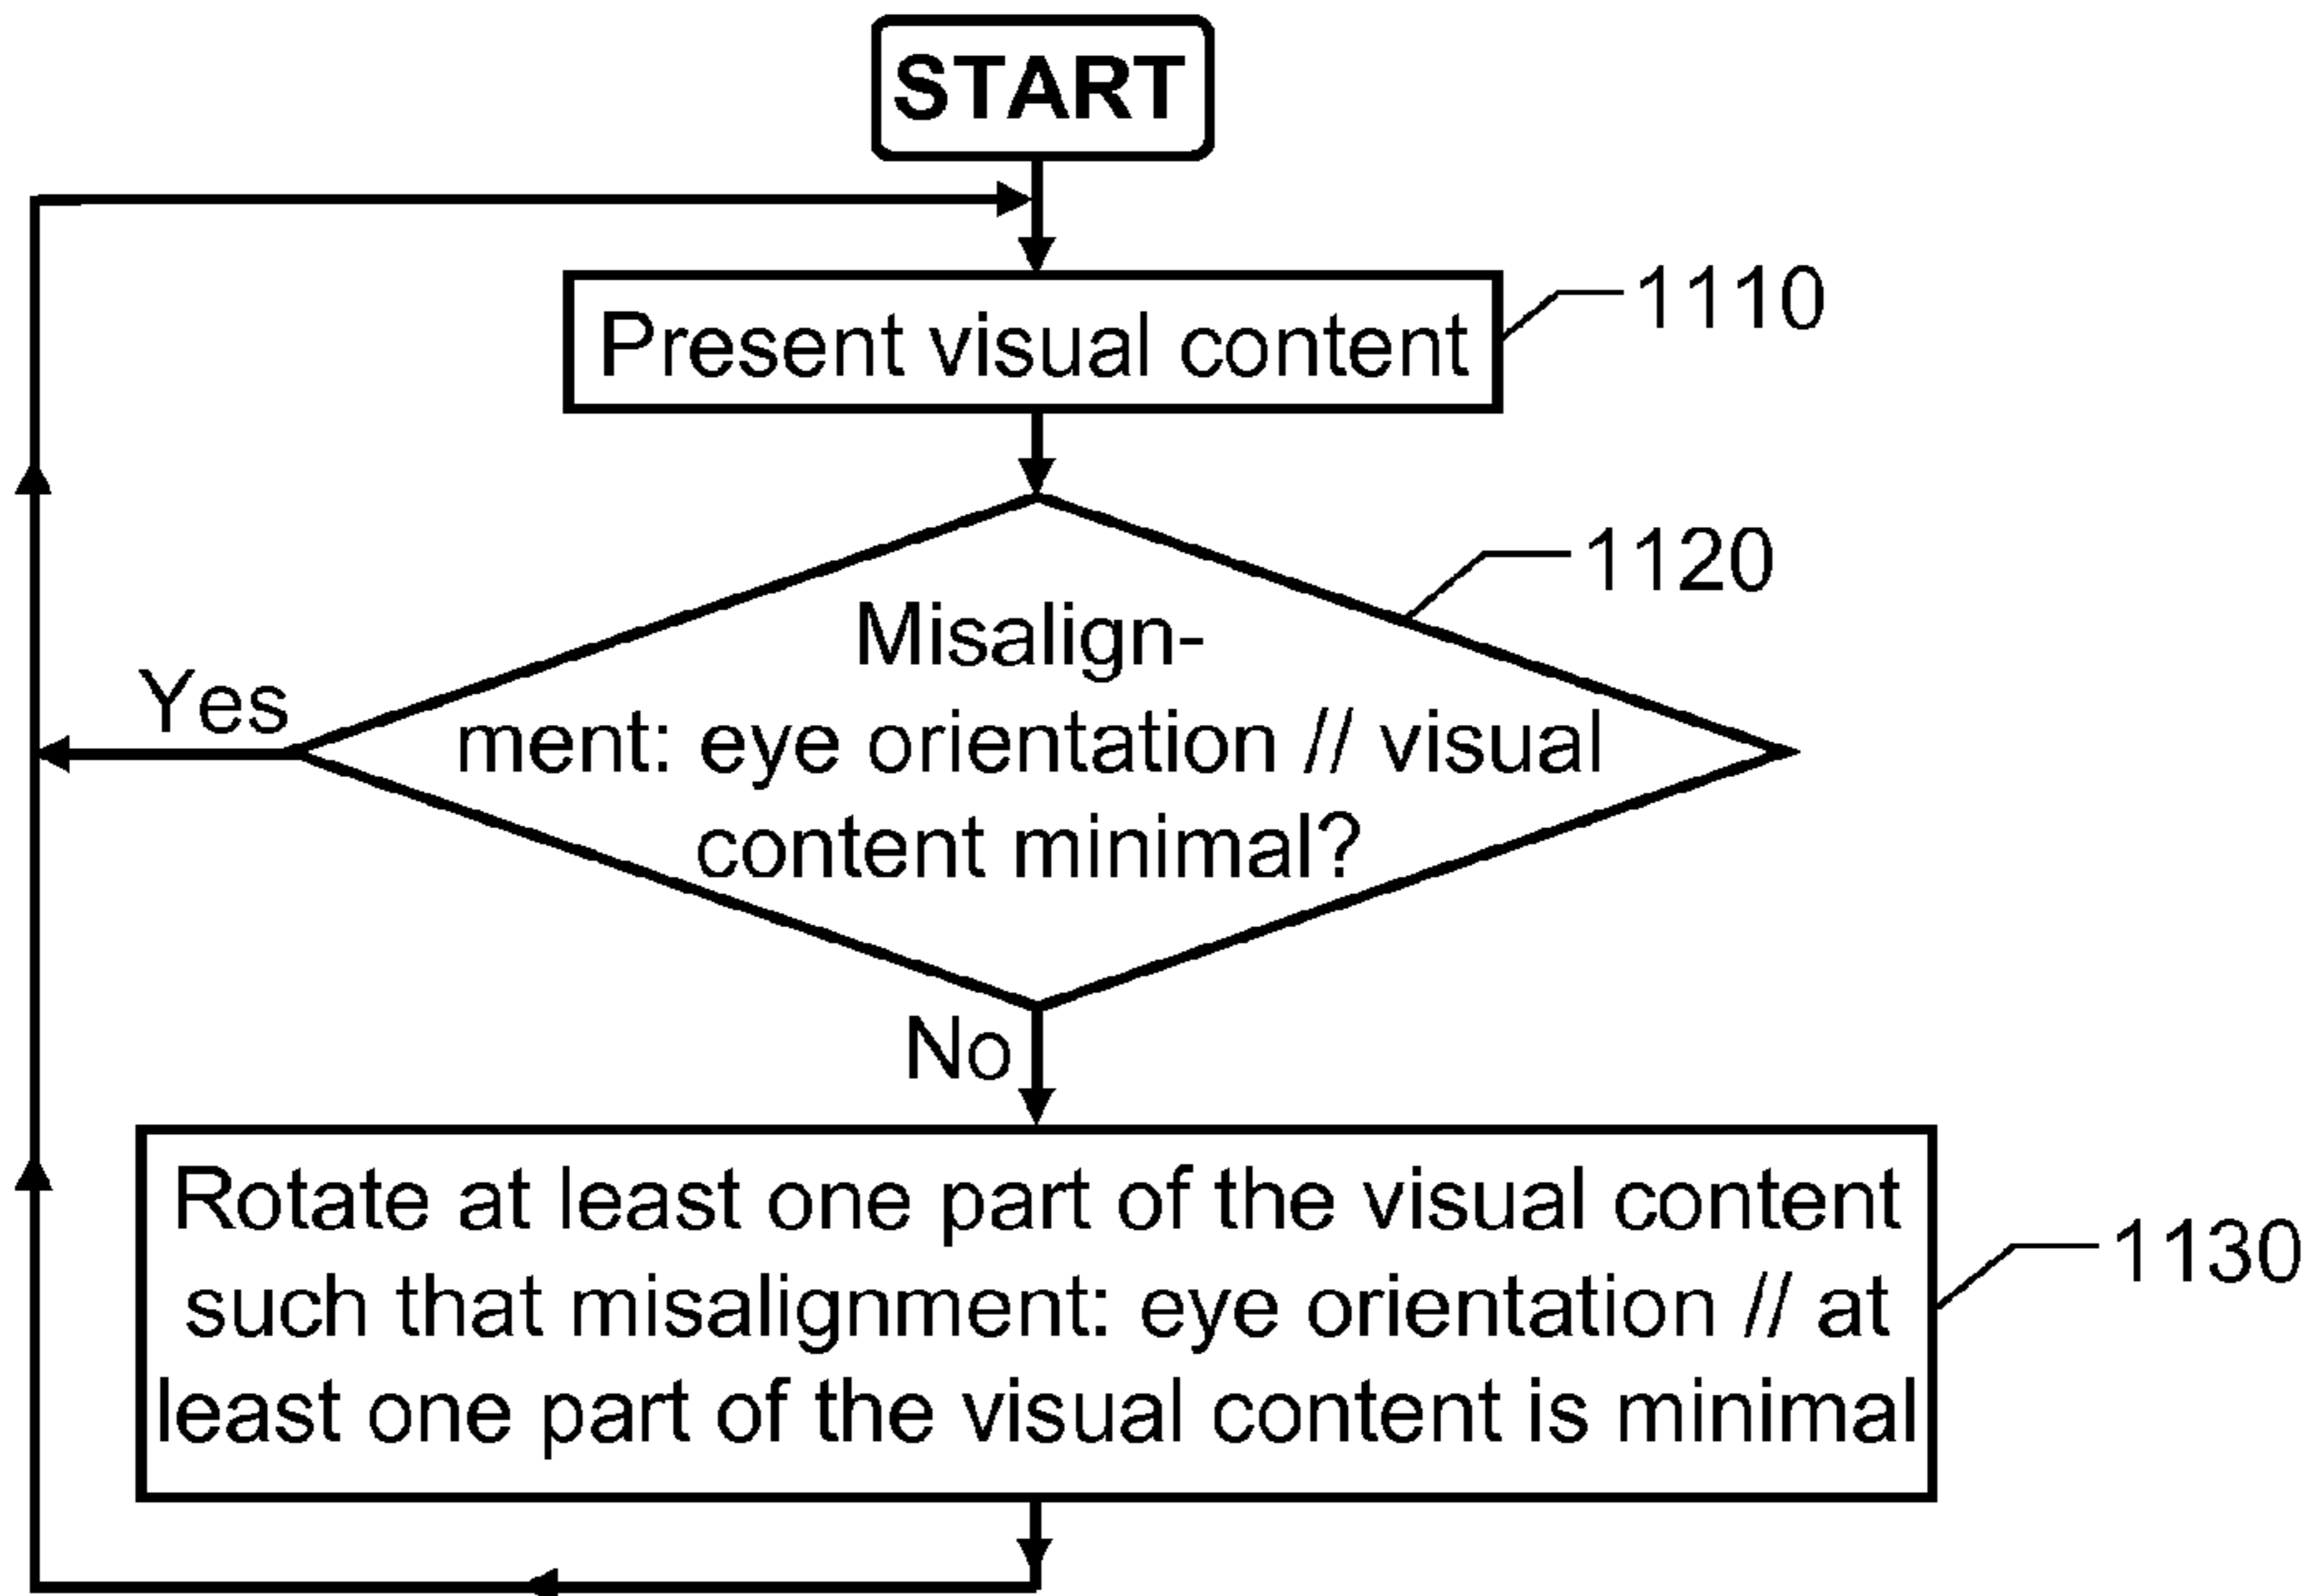 START
Present visual content
1110
1120
Misalign-
ment: eye orientation // visual
content minimal?
Yes
No
Rotate at least one part of the visual content
such that misalignment: eye orientation // at
least one part of the visual content is minimal
1130